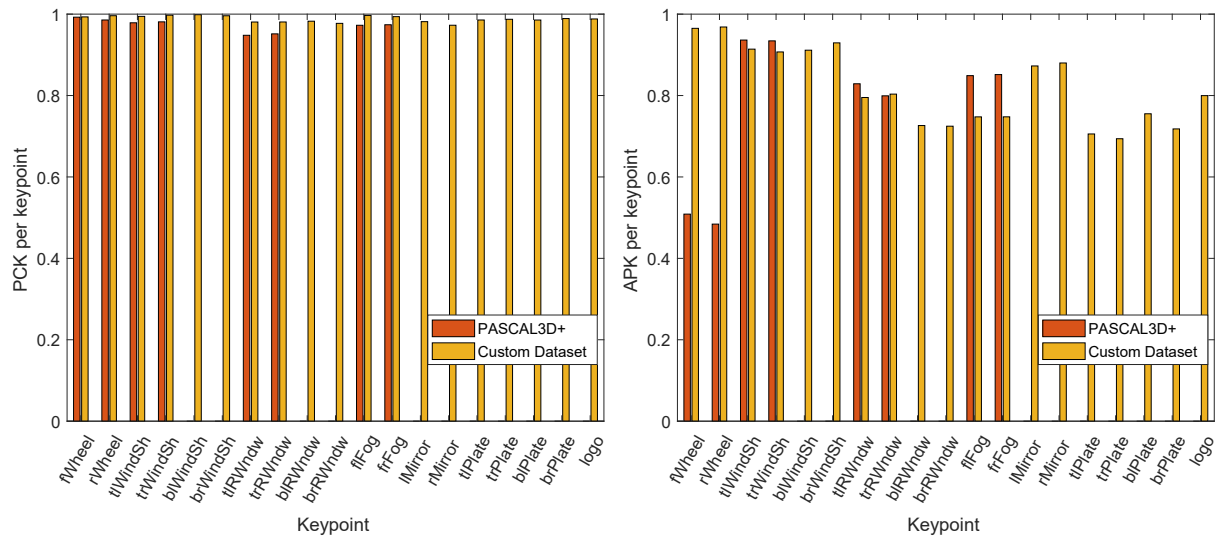 1
0.8
0.6
0.4
0.2
0
PCK per keypoint
PASCAL3D+
Custom Dataset
fWheel
rWheel
tlWindSh
trWindSh
blWindSh
brWindSh
tlRWndw
trRWndw
blRWndw
brRWndw
flFog
frFog
lMirror
rMirror
tlPlate
trPlate
blPlate
brPlate
logo
Keypoint
1
0.8
0.6
0.4
0.2
0
APK per keypoint
PASCAL3D+
Custom Dataset
fWheel
rWheel
tlWindSh
trWindSh
blWindSh
brWindSh
tlRWndw
trRWndw
blRWndw
brRWndw
flFog
frFog
lMirror
rMirror
tlPlate
trPlate
blPlate
brPlate
logo
Keypoint